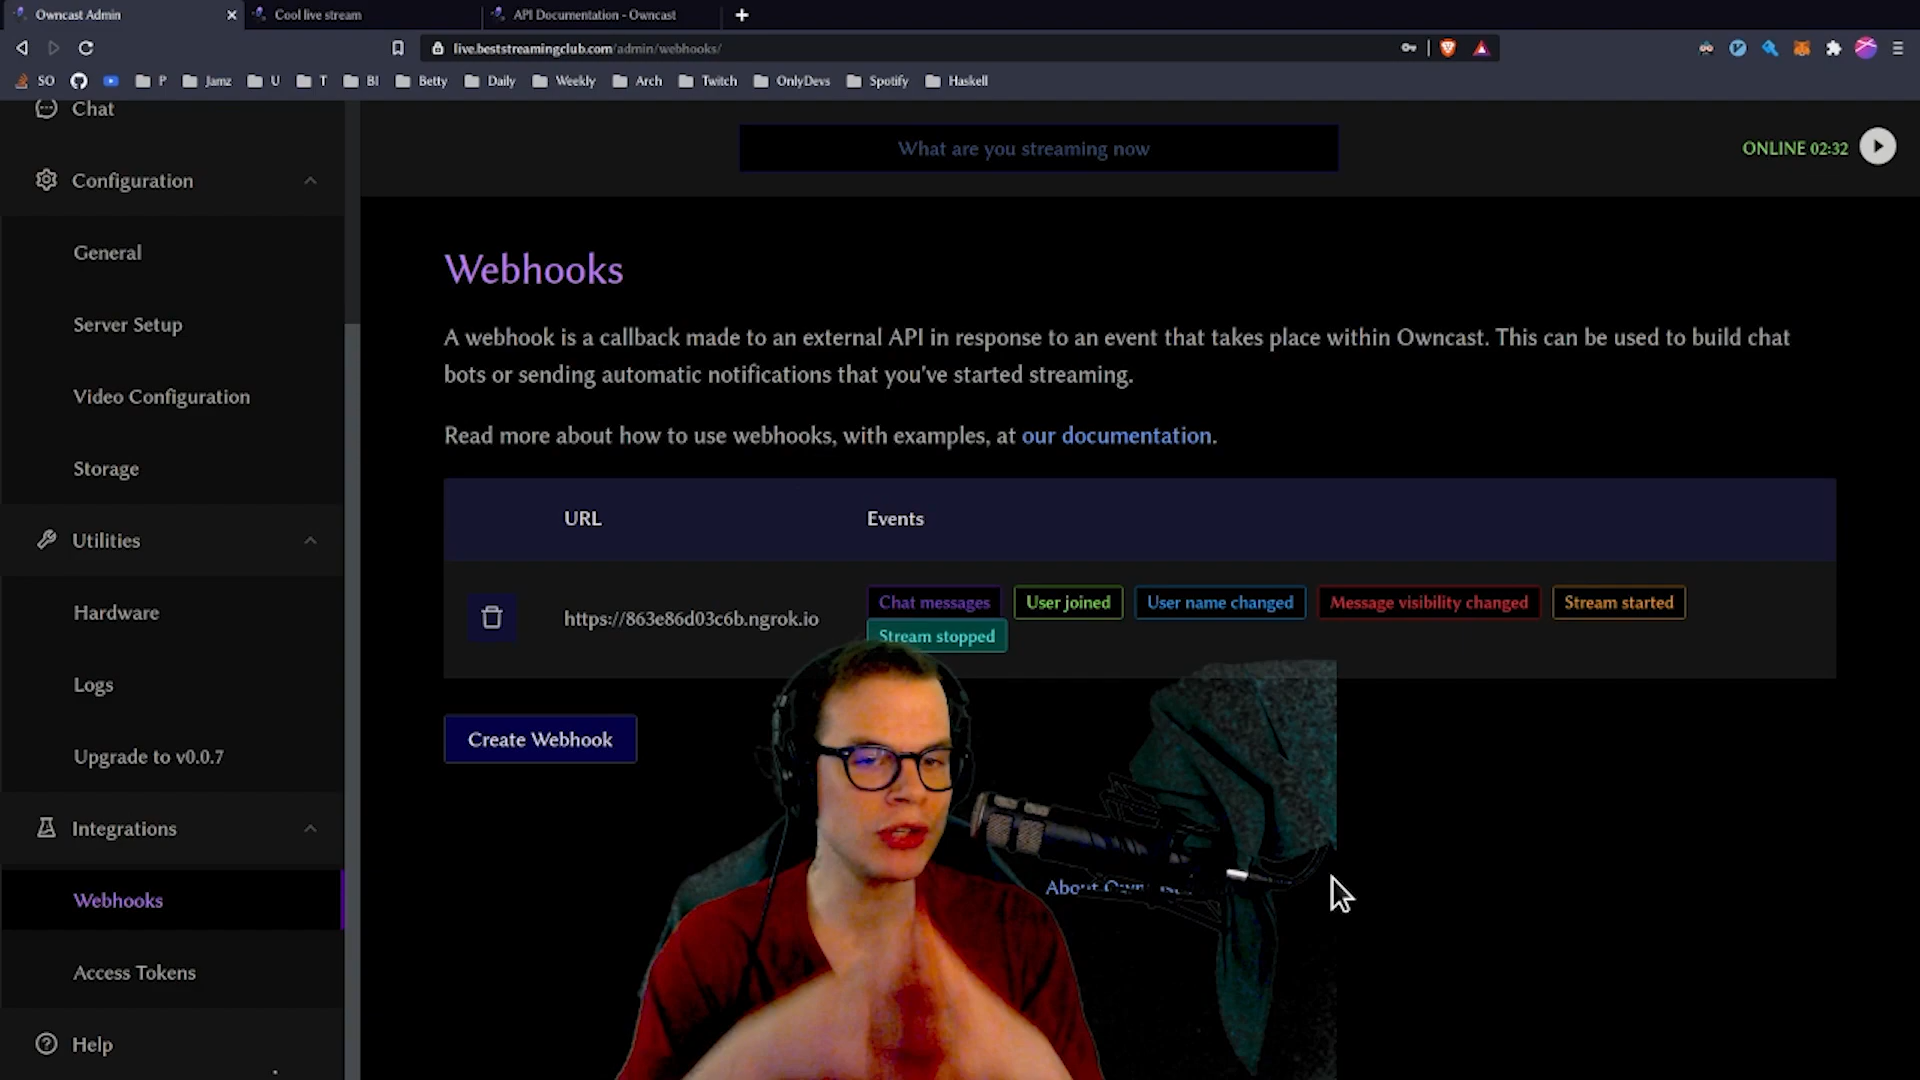 Owncast Admin
Cool live stream
API Documentation - Owncast
live.beststreamingclub.com/admin/webhooks/
SO
P
Jamz
U
T
BI
Betty
Daily
Weekly
Arch
Twitch
OnlyDevs
Spotify
Haskell
Chat
What are you streaming now
ONLINE 02:32
Configuration
General
Server Setup
Video Configuration
Storage
Utilities
Hardware
Logs
Upgrade to v0.0.7
Integrations
Webhooks
Access Tokens
Help
Webhooks
A webhook is a callback made to an external API in response to an event that takes place within Owncast. This can be used to build chat
bots or sending automatic notifications that you've started streaming.
Read more about how to use webhooks, with examples, at our documentation.
URL
Events
https://863e86d03c6b.ngrok.io
Chat messages
User joined
User name changed
Message visibility changed
Stream started
Stream stopped
Create Webhook
About